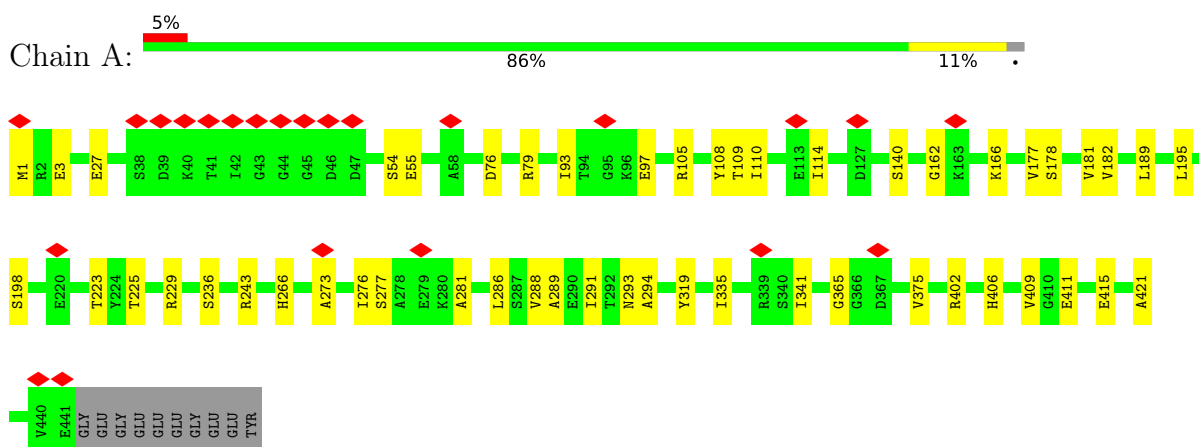 5%
Chain A:
86% 11% •
M1 R2 E3 E27 S38 D39 K40 T41 I42 G43 G44 G45 D46 D47 S54 E55 A58 D76 R79 I93 T94 G95 K96 E97 R105 Y108 T109 I110 E113 I114 D127 S140 G162 K163 K166 V177 S178 V181 V182 L189 L195
S198 E220 T223 Y224 T225 R229 S236 R243 H266 A273 I276 S277 A278 E279 K280 A281 L286 S287 V288 A289 E290 I291 T292 N293 A294 Y319 I335 R339 S340 I341 G365 G366 D367 V375 R402 H406 V409 G410 E411 E415 A421
V440 E441 GLY GLU GLY GLU GLU GLU GLY GLU GLU TYR